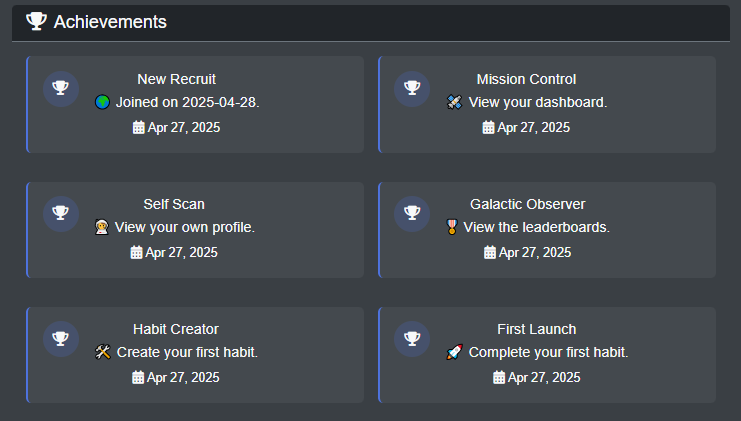 Achievements
New Recruit
Joined on 2025-04-28.
Apr 27, 2025
Mission Control
View your dashboard.
Apr 27, 2025
Self Scan
View your own profile.
Apr 27, 2025
Galactic Observer
View the leaderboards.
Apr 27, 2025
Habit Creator
Create your first habit.
Apr 27, 2025
First Launch
Complete your first habit.
Apr 27, 2025